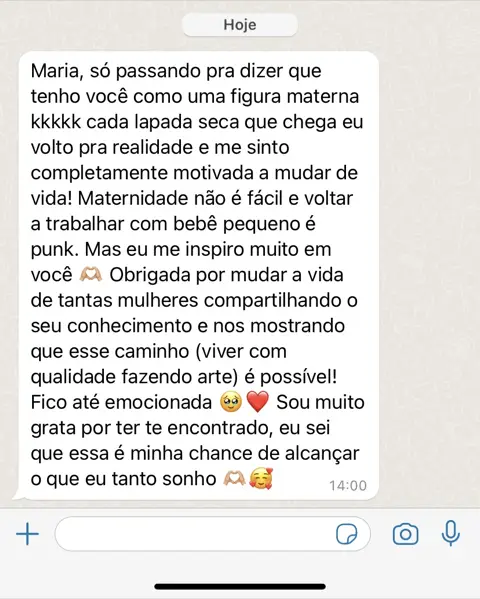 Hoje
Maria, só passando pra dizer que
tenho você como uma figura materna
kkkkk cada lapada seca que chega eu
volto pra realidade e me sinto
completamente motivada a mudar de
vida! Maternidade não é fácil e voltar
a trabalhar com bebê pequeno é
punk. Mas eu me inspiro muito em
você 🫶🏼 Obrigada por mudar a vida
de tantas mulheres compartilhando o
seu conhecimento e nos mostrando
que esse caminho (viver com
qualidade fazendo arte) é possível!
Fico até emocionada 🥹❤️ Sou muito
grata por ter te encontrado, eu sei
que essa é minha chance de alcançar
o que eu tanto sonho 🫶🏼🥰
14:00